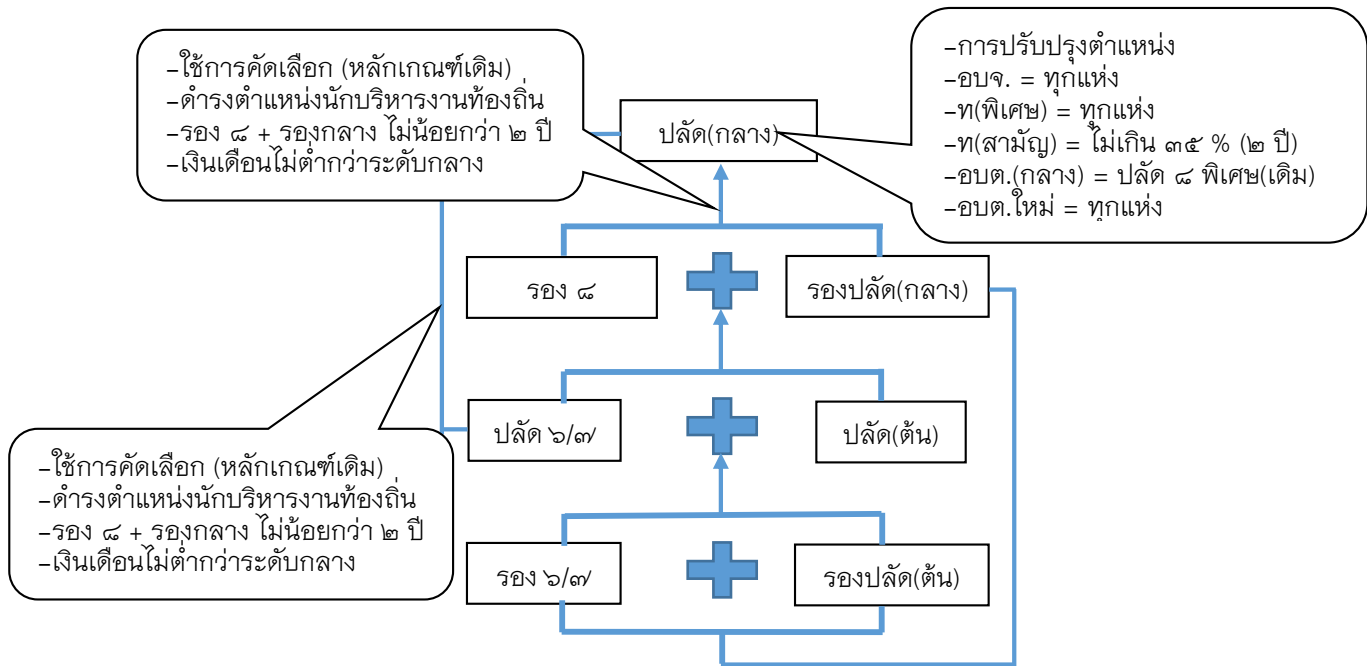 -ใช้การคัดเลือก (หลักเกณฑ์เดิม)
-ดำรงตำแหน่งนักบริหารงานท้องถิ่น
-รอง ๘ + รองกลาง ไม่น้อยกว่า ๒ ปี
-เงินเดือนไม่ต่ำกว่าระดับกลาง
ปลัด(กลาง)
-การปรับปรุงตำแหน่ง
-อบจ. = ทุกแห่ง
-ท(พิเศษ) = ทุกแห่ง
-ท(สามัญ) = ไม่เกิน ๓๕ % (๒ ปี)
-อบต.(กลาง) = ปลัด ๘ พิเศษ(เดิม)
-อบต.ใหม่ = ทุกแห่ง
รอง ๘
รองปลัด(กลาง)
ปลัด ๖/๗
ปลัด(ต้น)
-ใช้การคัดเลือก (หลักเกณฑ์เดิม)
-ดำรงตำแหน่งนักบริหารงานท้องถิ่น
-รอง ๘ + รองกลาง ไม่น้อยกว่า ๒ ปี
-เงินเดือนไม่ต่ำกว่าระดับกลาง
รอง ๖/๗
รองปลัด(ต้น)